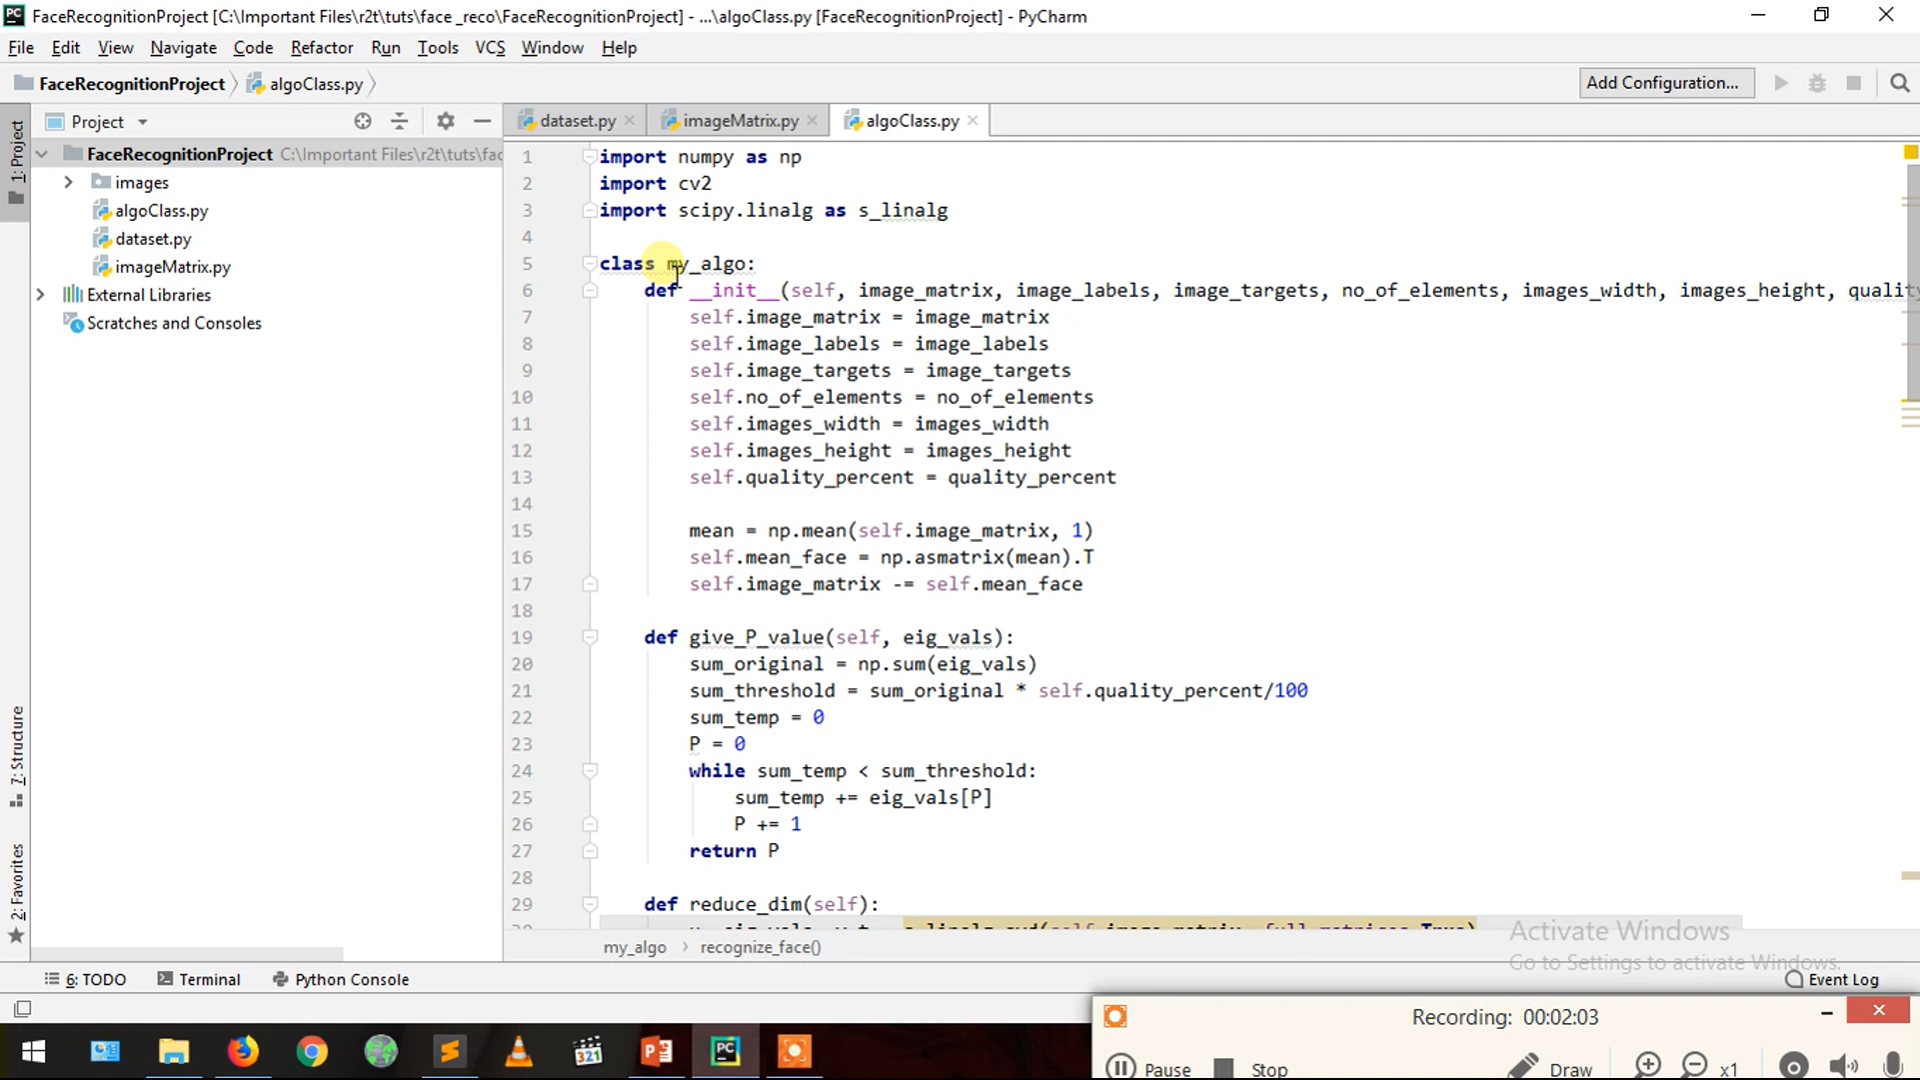 FaceRecognitionProject [C:\Important Files\r2t\tuts\face _reco\FaceRecognitionProject] - ...\algoClass.py [FaceRecognitionProject] - PyCharm
File Edit View Navigate Code Refactor Run Tools VCS Window Help
FaceRecognitionProject algoClass.py Add Configuration...
Project dataset.py imageMatrix.py algoClass.py
1: Project
FaceRecognitionProject C:\Important Files\r2t\tuts\fac
images
algoClass.py
dataset.py
imageMatrix.py
External Libraries
Scratches and Consoles
7: Structure
2: Favorites
1 import numpy as np
2 import cv2
3 import scipy.linalg as s_linalg
4
5 class my_algo:
6 def __init__(self, image_matrix, image_labels, image_targets, no_of_elements, images_width, images_height, quality
7 self.image_matrix = image_matrix
8 self.image_labels = image_labels
9 self.image_targets = image_targets
10 self.no_of_elements = no_of_elements
11 self.images_width = images_width
12 self.images_height = images_height
13 self.quality_percent = quality_percent
14
15 mean = np.mean(self.image_matrix, 1)
16 self.mean_face = np.asmatrix(mean).T
17 self.image_matrix -= self.mean_face
18
19 def give_P_value(self, eig_vals):
20 sum_original = np.sum(eig_vals)
21 sum_threshold = sum_original * self.quality_percent/100
22 sum_temp = 0
23 P = 0
24 while sum_temp < sum_threshold:
25 sum_temp += eig_vals[P]
26 P += 1
27 return P
28
29 def reduce_dim(self):
my_algo recognize_face()
Activate Windows
Go to Settings to activate Windows.
6: TODO Terminal Python Console Event Log
Recording: 00:02:03
Pause Stop Draw x1
PC
321